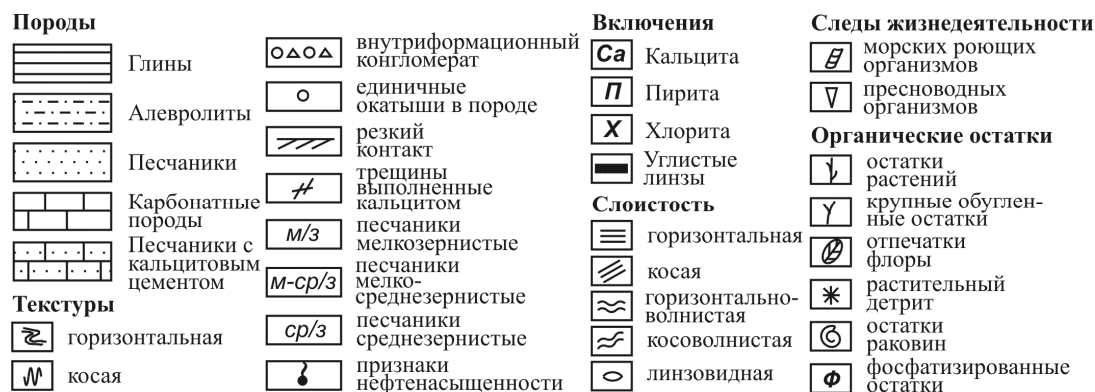 Породы
Глины
Алевролиты
Песчаники
Карбонатные
породы
Песчаники с
кальцитовым
цементом
Текстуры
горизонтальная
косая
внутриформационный
конгломерат
единичные
окатыши в породе
резкий
контакт
трещины
выполненные
кальцитом
м/з
песчаники
мелкозернистые
м-ср/з
песчаники
мелко-
среднезернистые
ср/з
песчаники
среднезернистые
признаки
нефтенасыщенности
Включения
Ca
Кальцита
П
Пирита
Х
Хлорита
Углистые
линзы
Слоистость
горизонтальная
косая
горизонтально-
волнистая
косоволнистая
линзовидная
Следы жизнедеятельности
морских роющих
организмов
пресноводных
организмов
Органические остатки
остатки
растений
крупные обуглен-
ные остатки
отпечатки
флоры
растительный
детрит
остатки
раковин
Ф
фосфатизированные
остатки